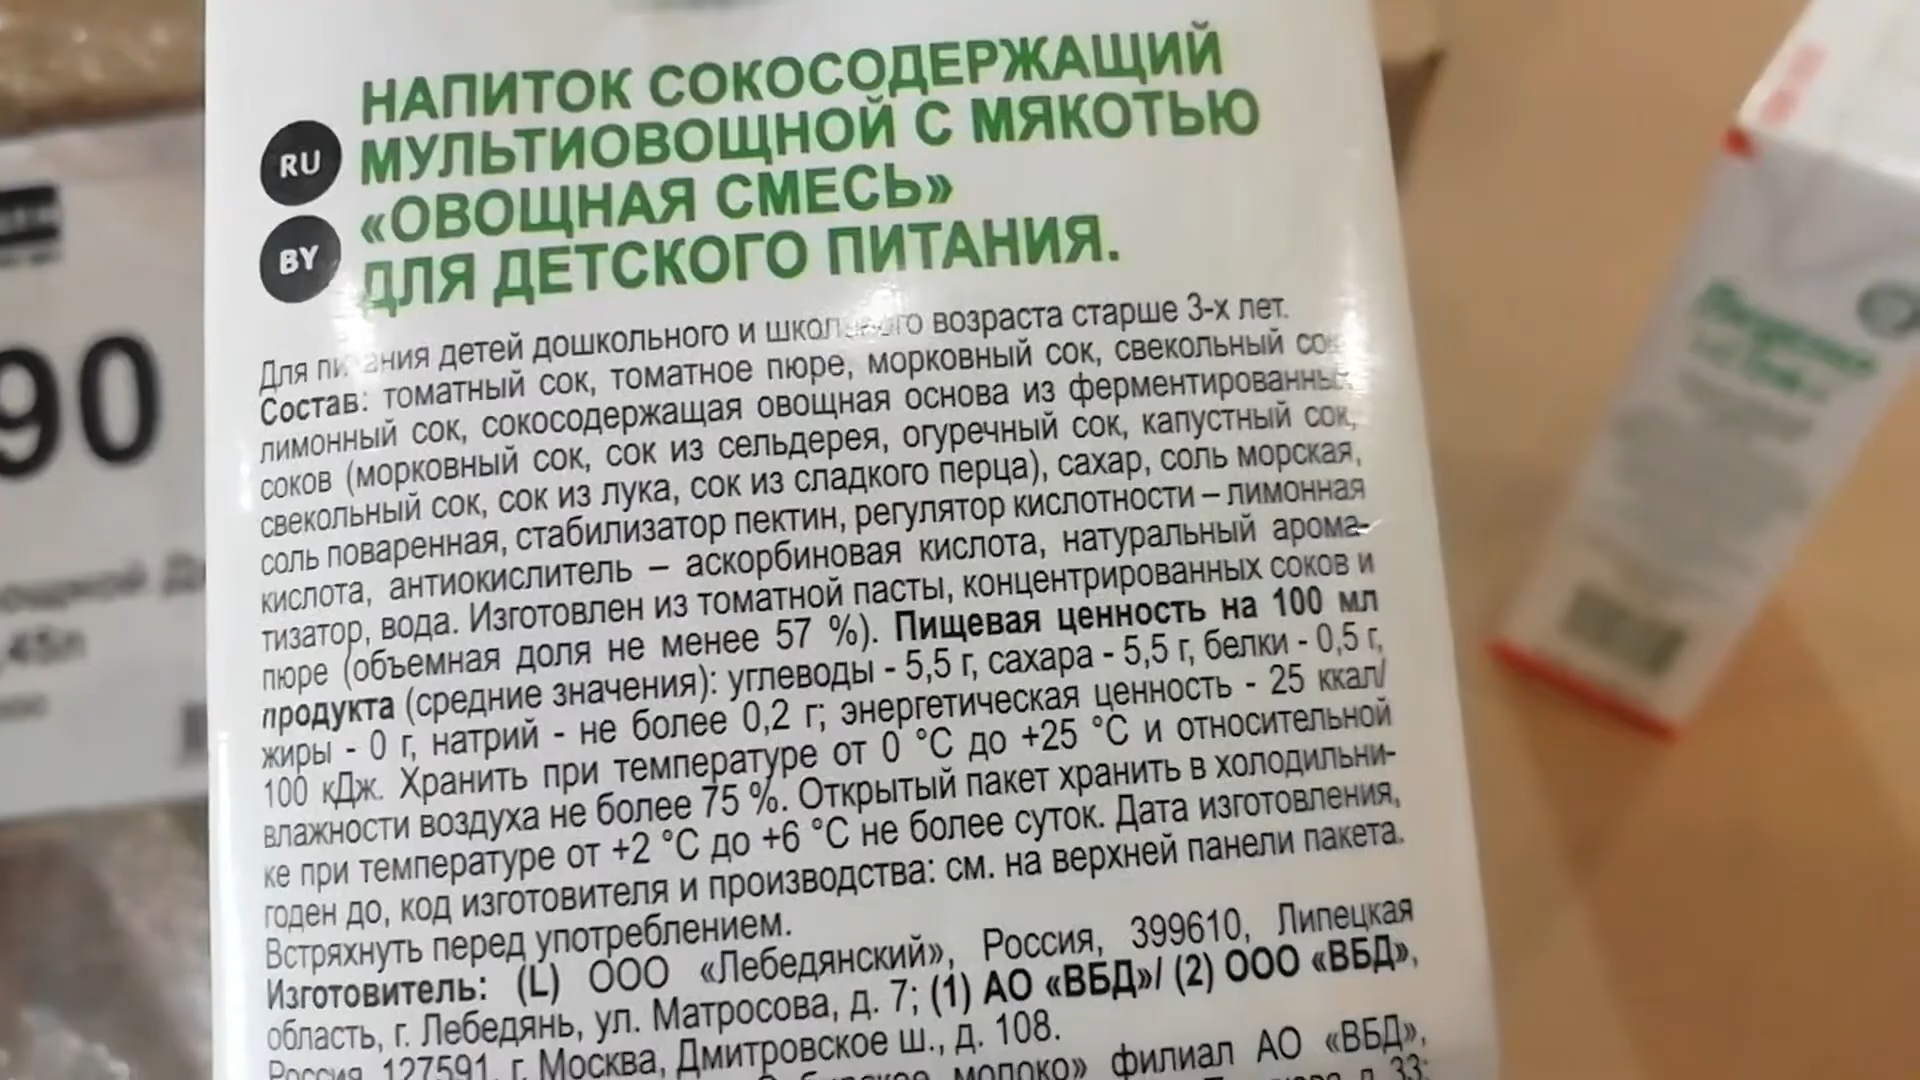 НАПИТОК СОКОСОДЕРЖАЩИЙ
МУЛЬТИОВОЩНОЙ С МЯКОТЬЮ
«ОВОЩНАЯ СМЕСЬ»
ДЛЯ ДЕТСКОГО ПИТАНИЯ.
RU
BY
Для питания детей дошкольного и школьного возраста старше 3-х лет.
Состав: томатный сок, томатное пюре, морковный сок, свекольный сок,
лимонный сок, сокосодержащая овощная основа из ферментированных
соков (морковный сок, сок из сельдерея, огуречный сок, капустный сок,
свекольный сок, сок из лука, сок из сладкого перца), сахар, соль морская,
соль поваренная, стабилизатор пектин, регулятор кислотности – лимонная
кислота, антиокислитель – аскорбиновая кислота, натуральный арома-
тизатор, вода. Изготовлен из томатной пасты, концентрированных соков и
пюре (объемная доля не менее 57 %). Пищевая ценность на 100 мл
продукта (средние значения): углеводы - 5,5 г, сахара - 5,5 г, белки - 0,5 г,
жиры - 0 г, натрий - не более 0,2 г; энергетическая ценность - 25 ккал/
100 кДж. Хранить при температуре от 0 °С до +25 °С и относительной
влажности воздуха не более 75 %. Открытый пакет хранить в холодильни-
ке при температуре от +2 °С до +6 °С не более суток. Дата изготовления,
годен до, код изготовителя и производства: см. на верхней панели пакета.
Встряхнуть перед употреблением.
Изготовитель: (L) ООО «Лебедянский», Россия, 399610, Липецкая
область, г. Лебедянь, ул. Матросова, д. 7; (1) АО «ВБД»/ (2) ООО «ВБД»,
Россия, 127591, г. Москва, Дмитровское ш., д. 108.
молоко» филиал АО «ВБД»,
д. 33;
90
,45л